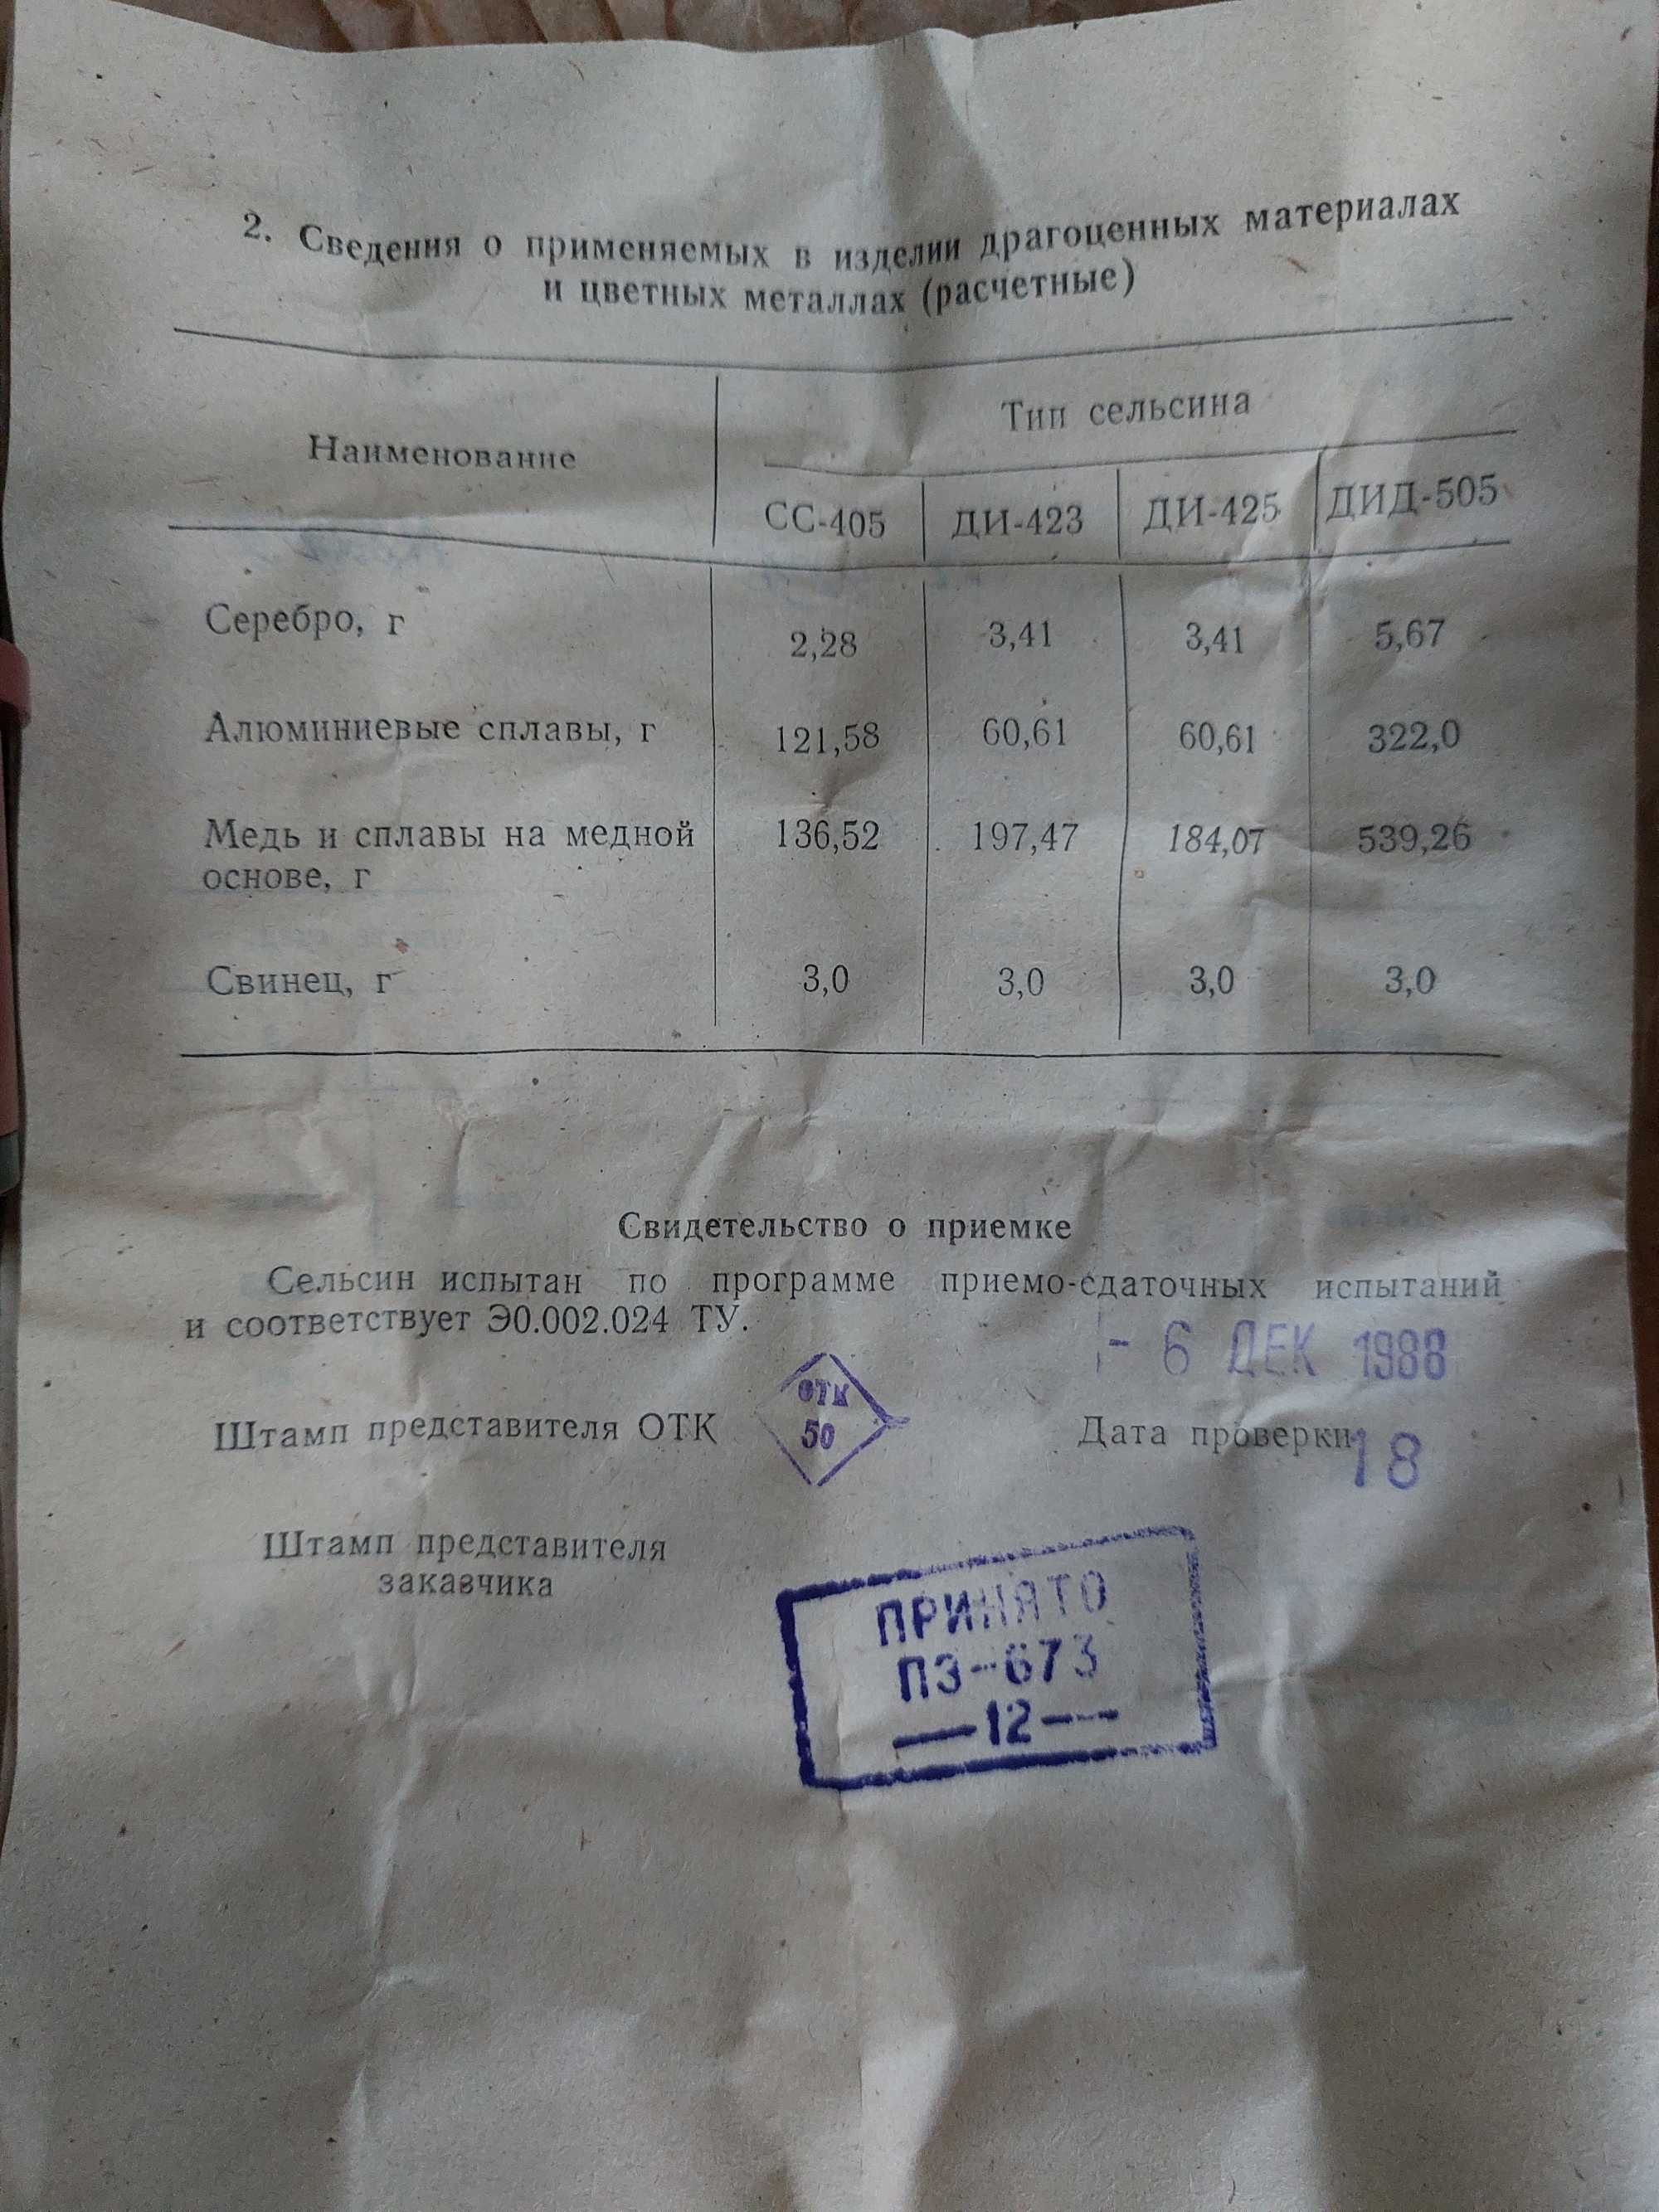 2. Сведения о применяемых в изделии драгоценных материалах
и цветных металлах (расчетные)
Наименование
Тип сельсина
СС-405 ДИ-423 ДИ-425 ДИД-505
Серебро, г 2,28 3,41 3,41 5,67
Алюминиевые сплавы, г 121,58 60,61 60,61 322,0
Медь и сплавы на медной 136,52 197,47 184,07 539,26
основе, г
Свинец, г 3,0 3,0 3,0 3,0
Свидетельство о приемке
Сельсин испытан по программе приемо-сдаточных испытаний
и соответствует Э0.002.024 ТУ.
- 6 ДЕК 1988
ОТК
50
Штамп представителя ОТК
Дата проверки
18
Штамп представителя
заказчика
ПРИНЯТО
ПЗ-673
—12—